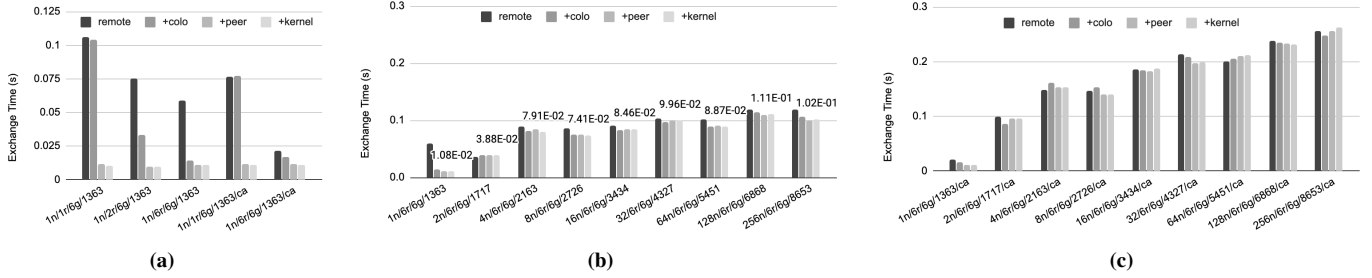 0.125
0.1
0.075
0.05
0.025
0
Exchange Time (s)
remote +colo +peer +kernel
1n/1r/6g/1363
1n/2r/6g/1363
1n/6r/6g/1363
1n/1r/6g/1363/ca
1n/6r/6g/1363/ca
(a)
0.3
0.2
0.1
0.0
Exchange Time (s)
remote +colo +peer +kernel
1.08E-02
3.88E-02
7.91E-02
7.41E-02
8.46E-02
9.96E-02
8.87E-02
1.11E-01
1.02E-01
1n/6r/6g/1363
2n/6r/6g/1717
4n/6r/6g/2163
8n/6r/6g/2726
16n/6r/6g/3434
32/6r/6g/4327
64n/6r/6g/5451
128n/6r/6g/6868
256n/6r/6g/8653
(b)
0.3
0.2
0.1
0
Exchange Time (s)
remote +colo +peer +kernel
1n/6r/6g/1363/ca
2n/6r/6g/1717/ca
4n/6r/6g/2163/ca
8n/6r/6g/2726/ca
16n/6r/6g/3434/ca
32/6r/6g/4327/ca
64n/6r/6g/5451/ca
128n/6r/6g/6868/ca
256n/6r/6g/8653/ca
(c)